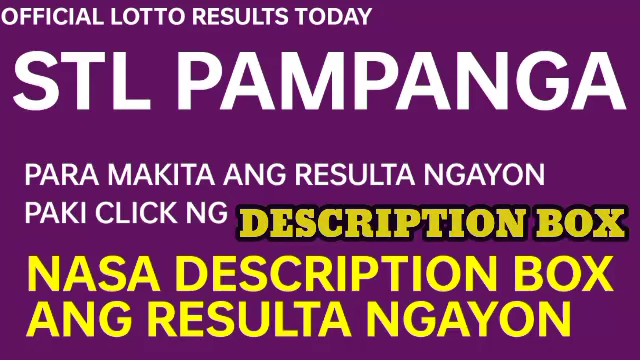 OFFICIAL LOTTO RESULTS TODAY
STL PAMPANGA
PARA MAKITA ANG RESULTA NGAYON
PAKI CLICK NG DESCRIPTION BOX
NASA DESCRIPTION BOX
ANG RESULTA NGAYON